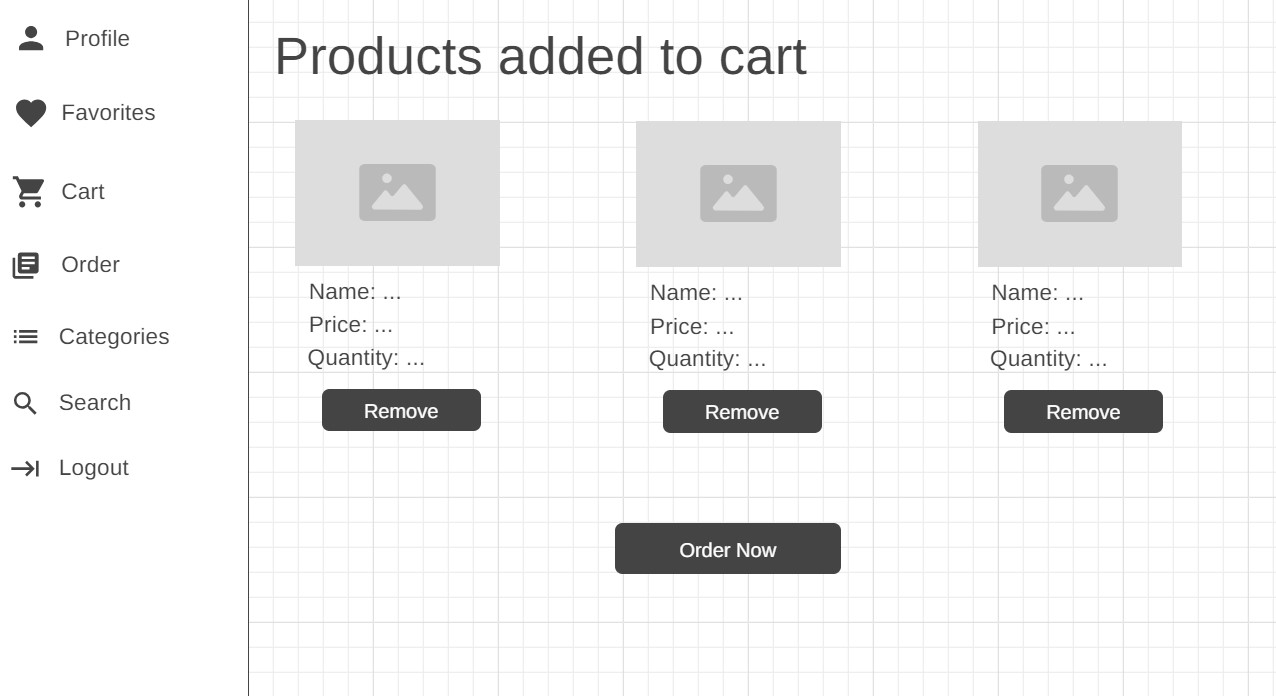 Profile
Favorites
Cart
Order
Categories
Search
Logout
Products added to cart
Name: ...
Price: ...
Quantity: ...
Remove
Name: ...
Price: ...
Quantity: ...
Remove
Name: ...
Price: ...
Quantity: ...
Remove
Order Now